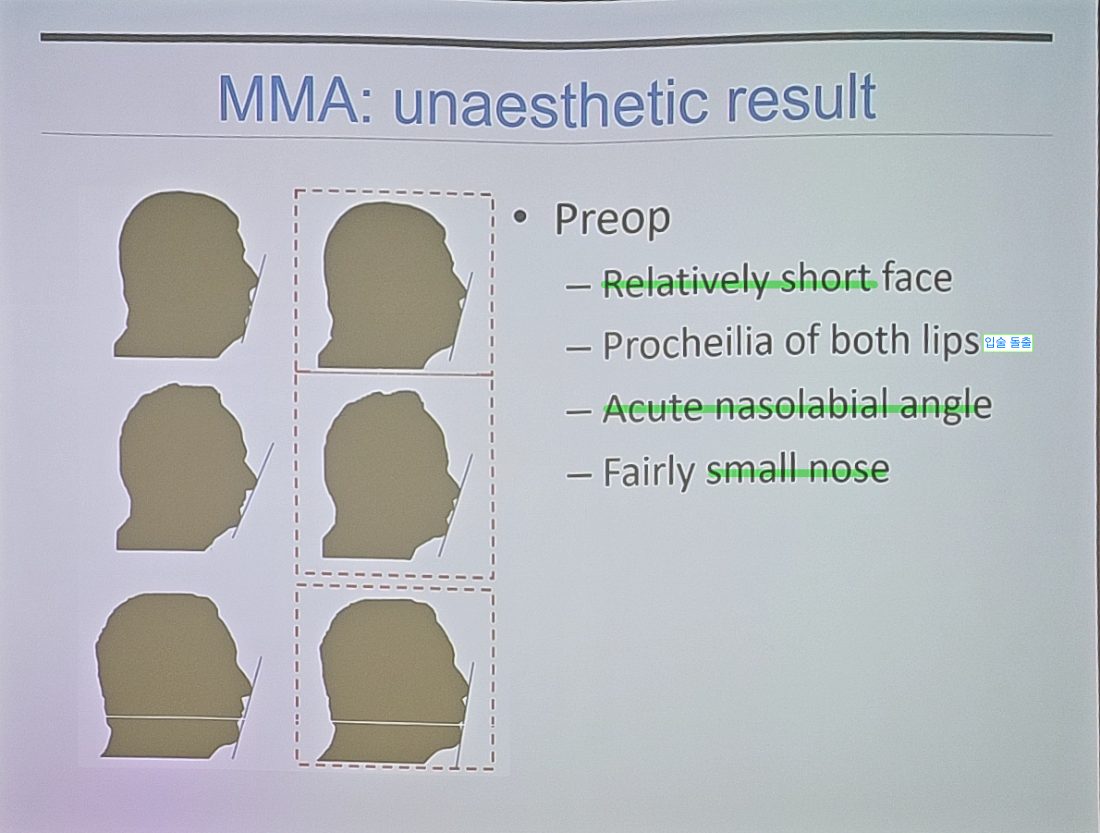 MMA: unaesthetic result
• Preop
– Relatively short face
– Procheilia of both lips 입술 돌출
– Acute nasolabial angle
– Fairly small nose